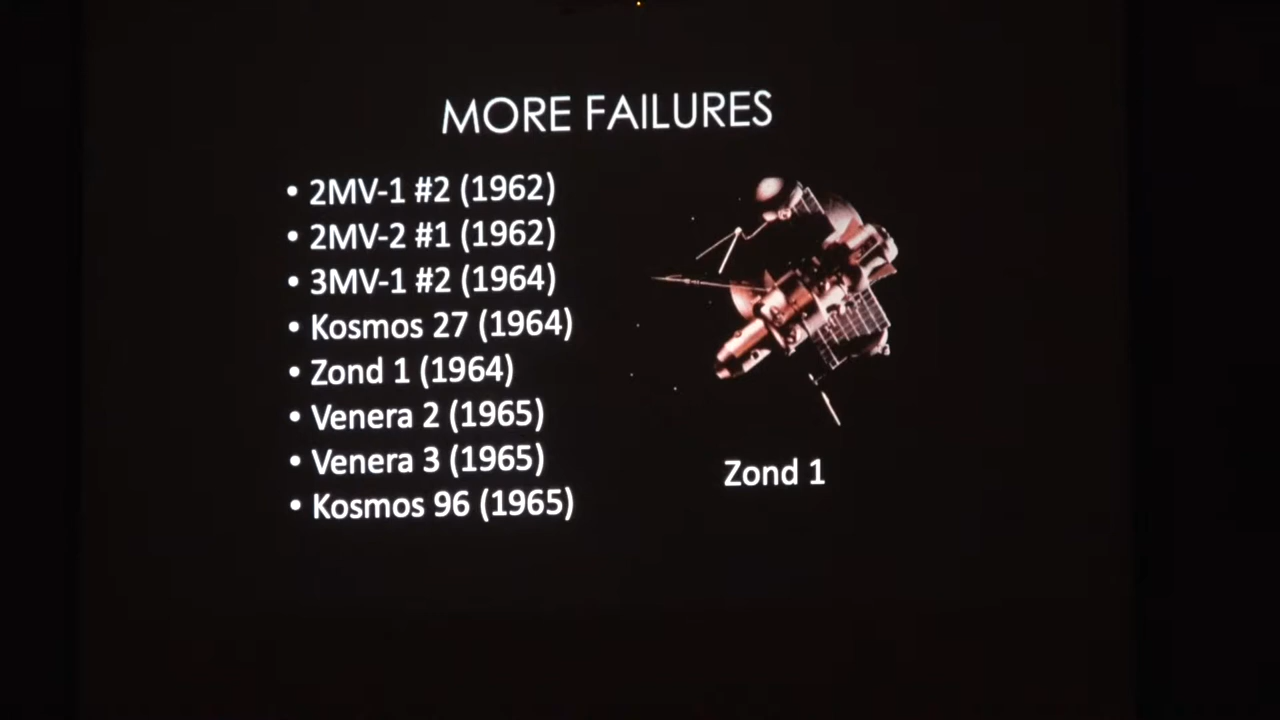 MORE FAILURES
• 2MV-1 #2 (1962)
• 2MV-2 #1 (1962)
• 3MV-1 #2 (1964)
• Kosmos 27 (1964)
• Zond 1 (1964)
• Venera 2 (1965)
• Venera 3 (1965)
• Kosmos 96 (1965)
Zond 1